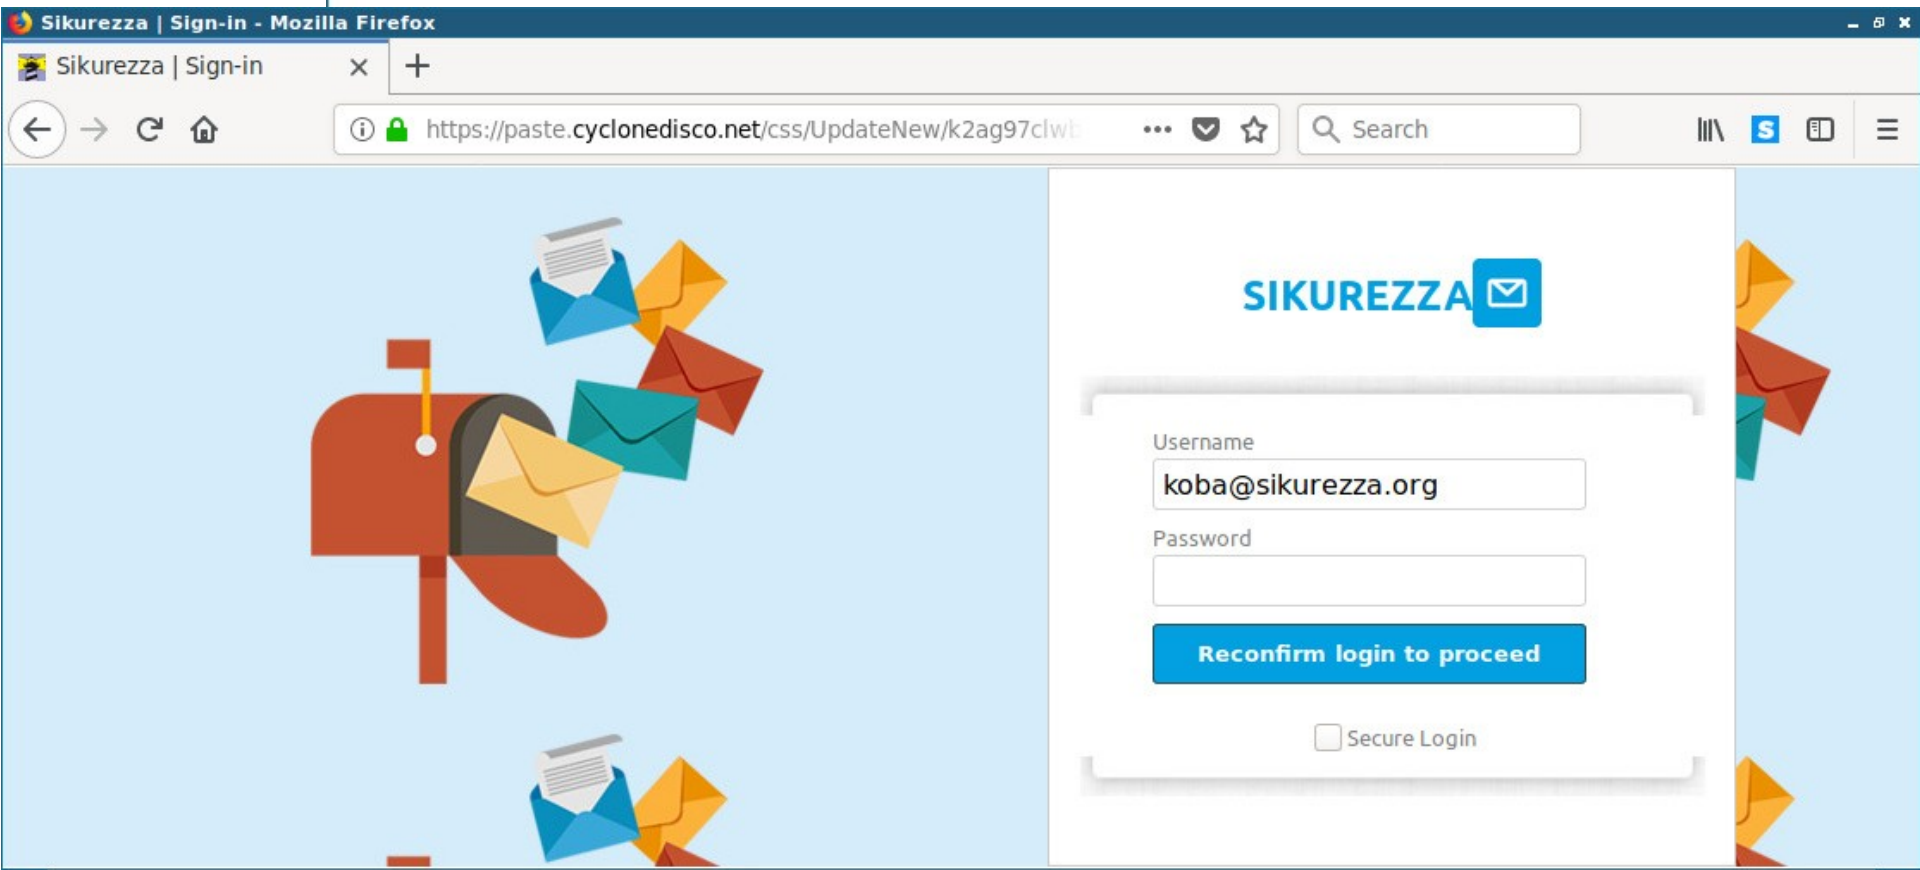 Sikurezza | Sign-in - Mozilla Firefox
Sikurezza | Sign-in
https://paste.cyclonedisco.net/css/UpdateNew/k2ag97clwb
Search
S
SIKUREZZA
Username
koba@sikurezza.org
Password
Reconfirm login to proceed
Secure Login